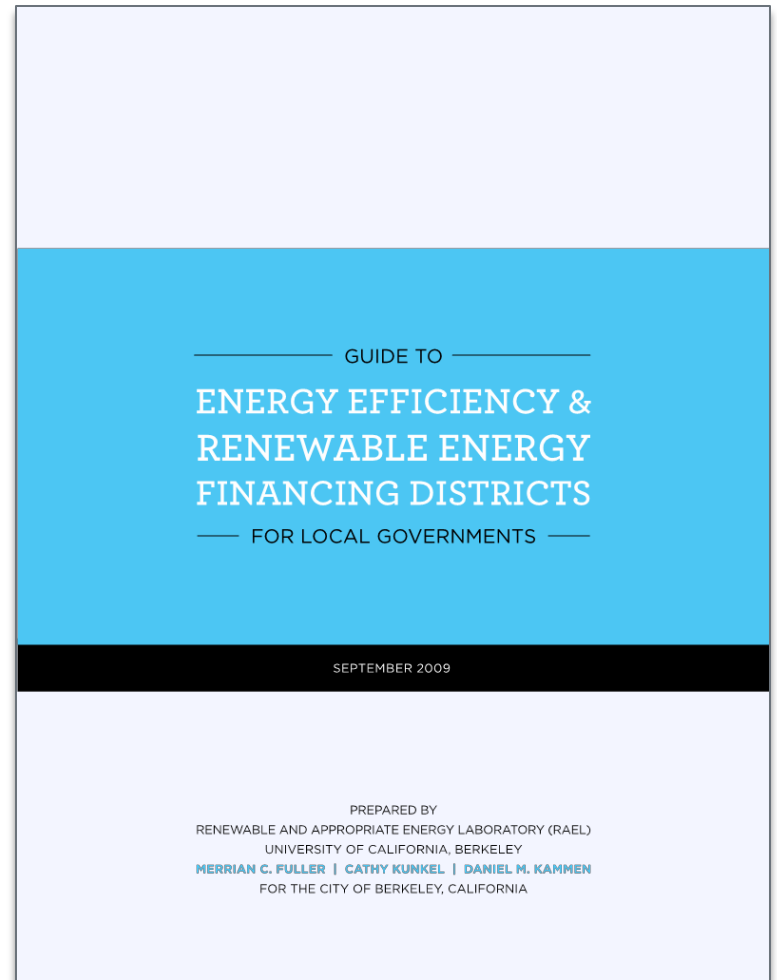 GUIDE TO
ENERGY EFFICIENCY &
RENEWABLE ENERGY
FINANCING DISTRICTS
FOR LOCAL GOVERNMENTS
SEPTEMBER 2009
PREPARED BY
RENEWABLE AND APPROPRIATE ENERGY LABORATORY (RAEL)
UNIVERSITY OF CALIFORNIA, BERKELEY
MERRIAN C. FULLER | CATHY KUNKEL | DANIEL M. KAMMEN
FOR THE CITY OF BERKELEY, CALIFORNIA